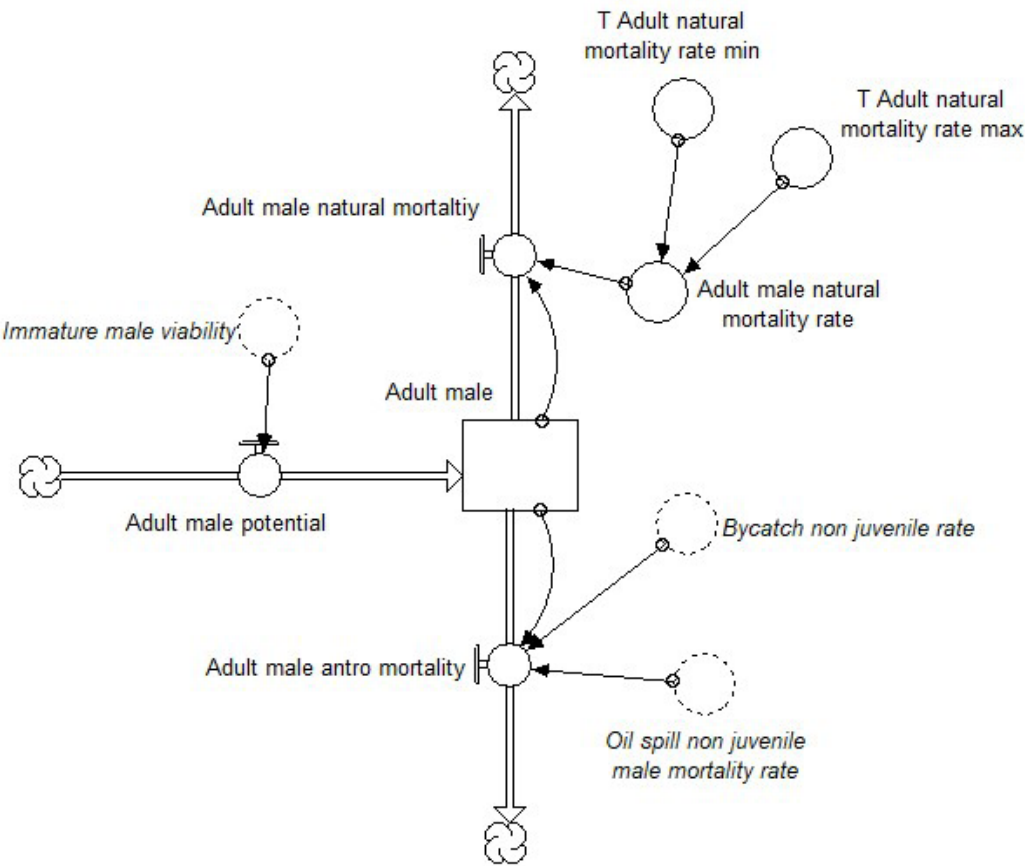 T Adult natural
mortality rate min
T Adult natural
mortality rate max
Adult male natural mortaltiy
Adult male natural
mortality rate
Immature male viability
Adult male
Adult male potential
Bycatch non juvenile rate
Adult male antro mortality
Oil spill non juvenile
male mortality rate